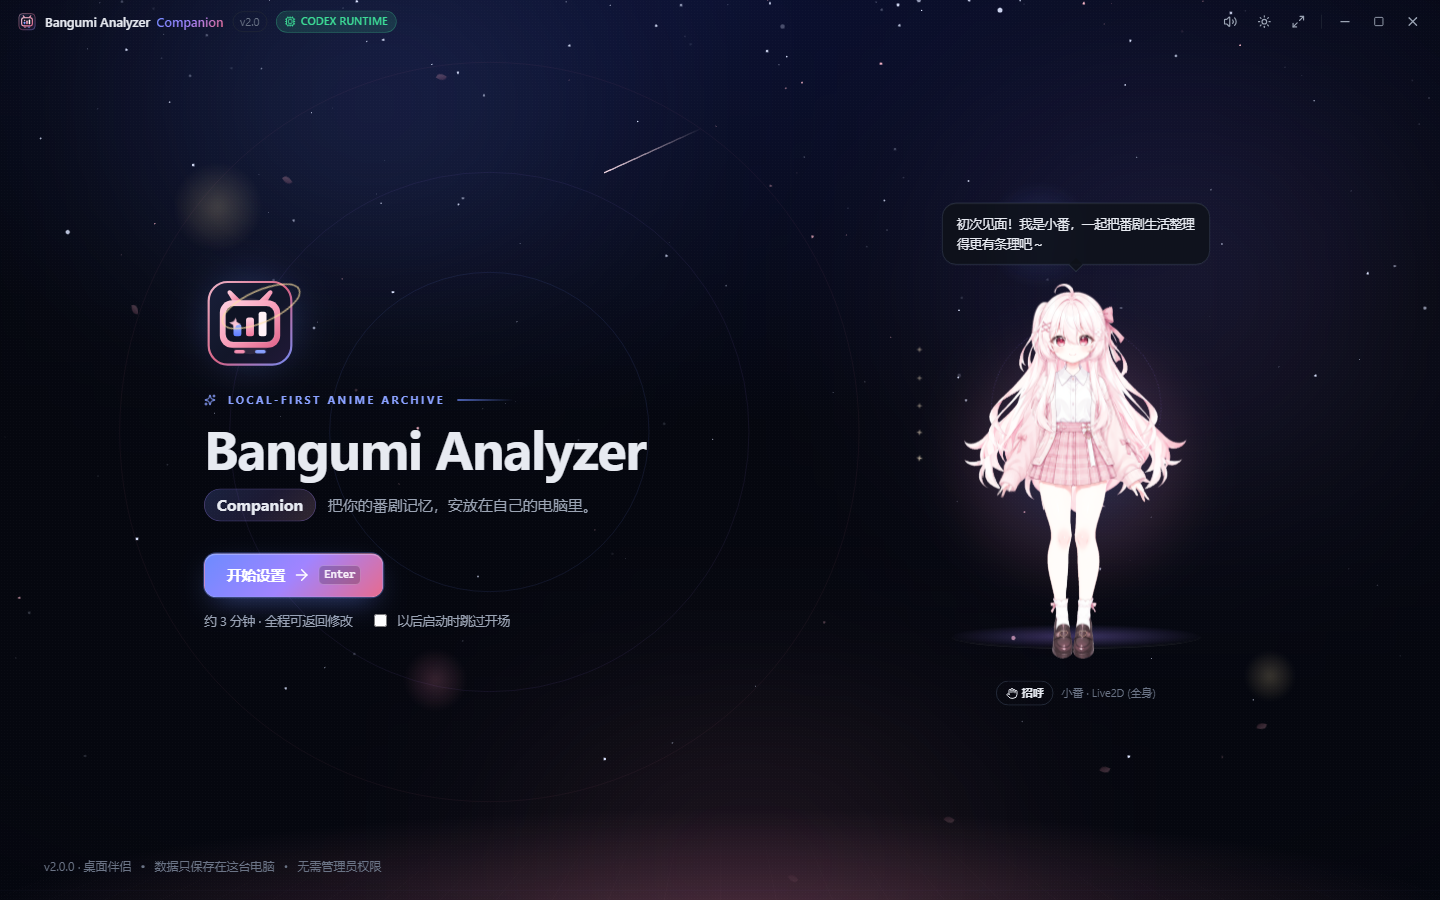 Bangumi Analyzer Companion v2.0 CODEX RUNTIME
初次见面！我是小番，一起把番剧生活整理
得更有条理吧～
LOCAL-FIRST ANIME ARCHIVE
Bangumi Analyzer
Companion 把你的番剧记忆，安放在自己的电脑里。
开始设置 → Enter
约 3 分钟 · 全程可返回修改 以后启动时跳过开场
招呼 小番 · Live2D (全身)
v2.0.0 · 桌面伴侣 • 数据只保存在这台电脑 • 无需管理员权限